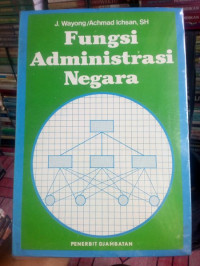 J. Wayong/Achmad Ichsan, SH
Fungsi
Administrasi
Negara
PENERBIT DJAMBATAN